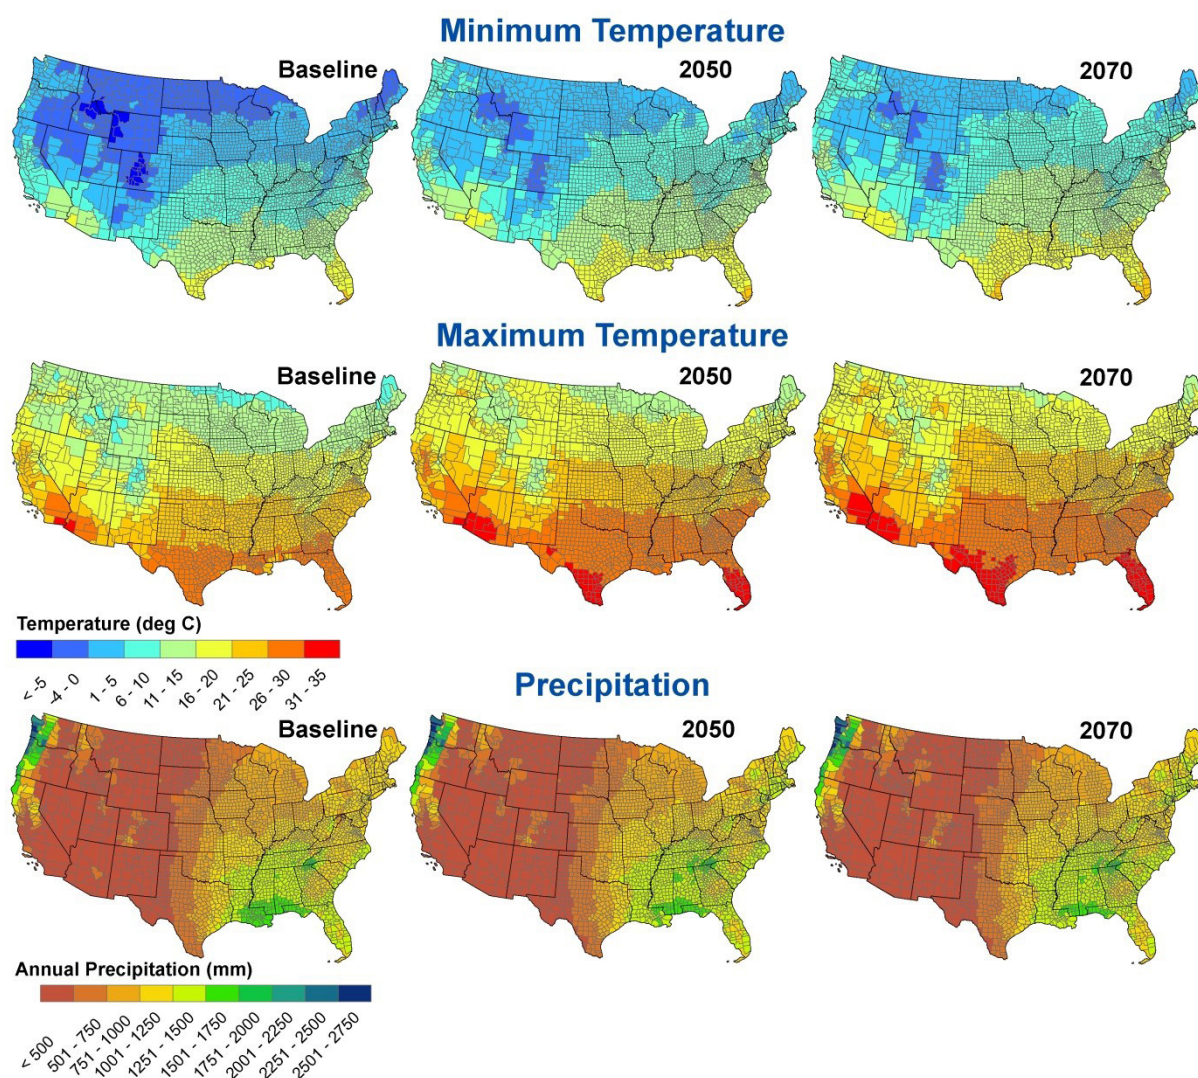 Minimum Temperature
Baseline
2050
2070
Maximum Temperature
Baseline
2050
2070
Temperature (deg C)
< -5
-4 - 0
1 - 5
6 - 10
11 - 15
16 - 20
21 - 25
26 - 30
31 - 35
Precipitation
Baseline
2050
2070
Annual Precipitation (mm)
< 500
501 - 750
751 - 1000
1001 - 1250
1251 - 1500
1501 - 1750
1751 - 2000
2001 - 2250
2251 - 2500
2501 - 2750